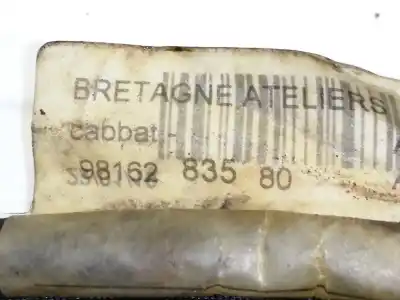 BRETAGNE ATELIERS
cabbat-
98162 835 80